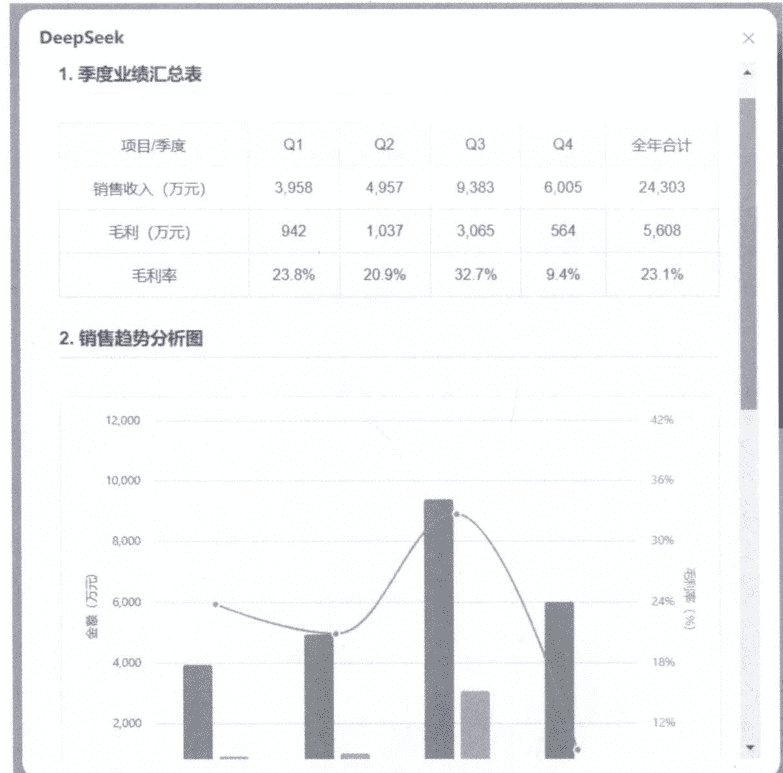 DeepSeek ×
1. 季度业绩汇总表
项目/季度 Q1 Q2 Q3 Q4 全年合计
销售收入（万元） 3,958 4,957 9,383 6,005 24,303
毛利（万元） 942 1,037 3,065 564 5,608
毛利率 23.8% 20.9% 32.7% 9.4% 23.1%
2. 销售趋势分析图
12,000 42%
10,000 36%
8,000 30%
6,000 24%
4,000 18%
2,000 12%
金额（万元）
毛利率（%）